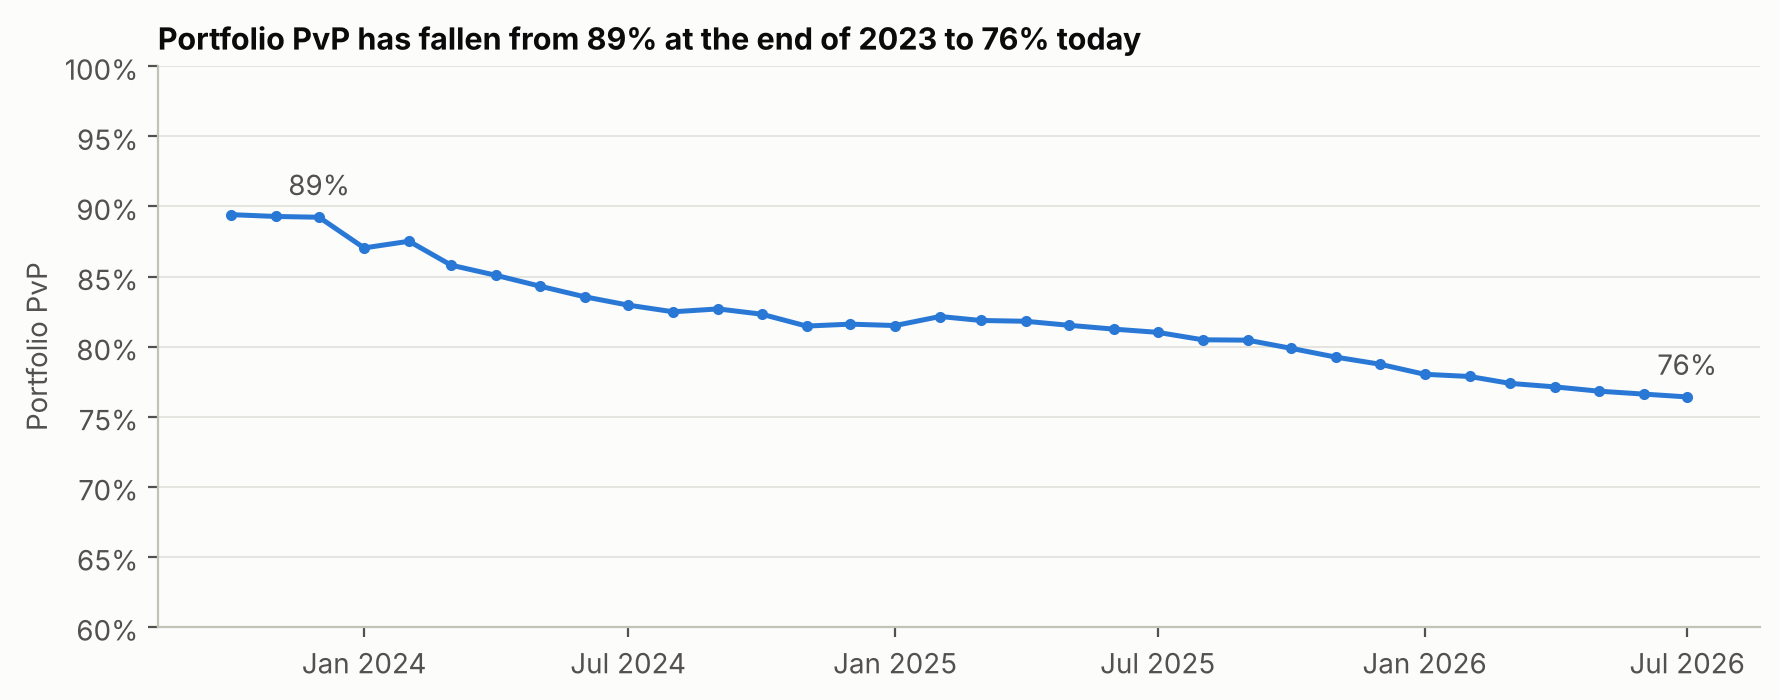 Portfolio PvP has fallen from 89% at the end of 2023 to 76% today
100%
95%
90%
85%
80%
75%
70%
65%
60%
Portfolio PvP
89%
76%
Jan 2024
Jul 2024
Jan 2025
Jul 2025
Jan 2026
Jul 2026